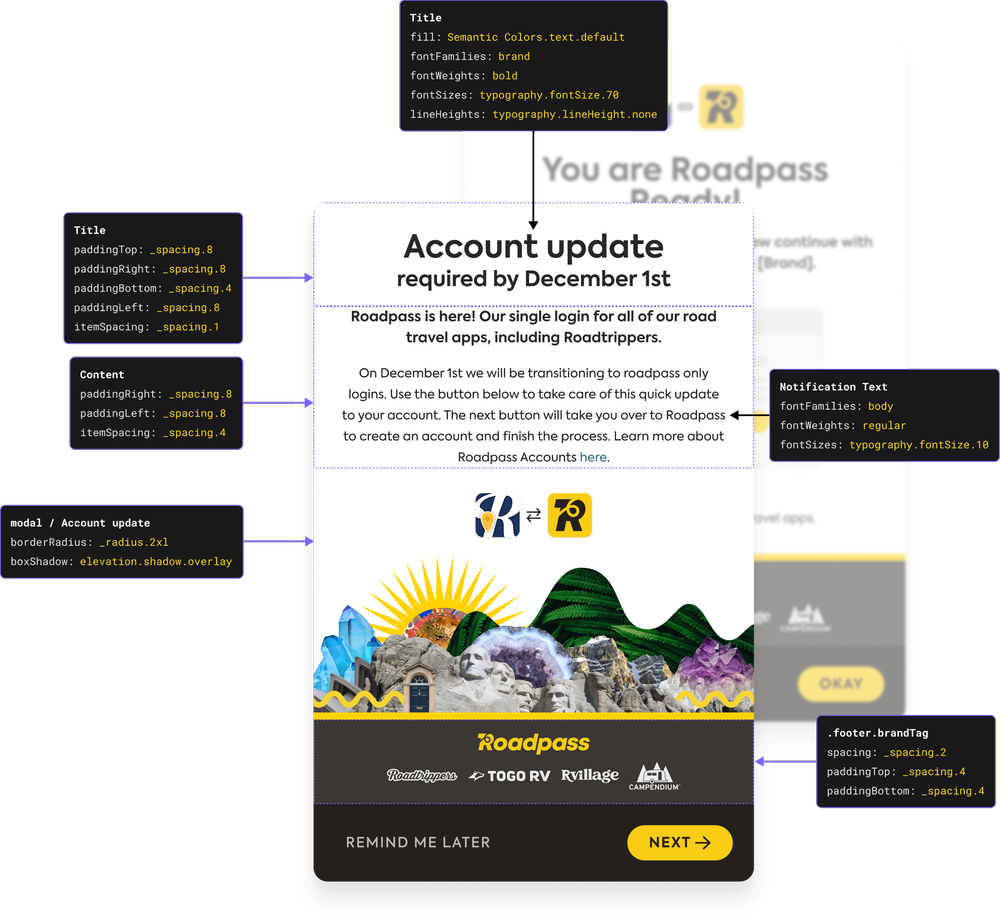 Title
fill: Semantic Colors.text.default
fontFamilies: brand
fontWeights: bold
fontSizes: typography.fontSize.70
lineHeights: typography.lineHeight.none
You are Roadpass
Ready!
ow continue with
[Brand].
Title
paddingTop: _spacing.8
paddingRight: _spacing.8
paddingBottom: _spacing.4
paddingLeft: _spacing.8
itemSpacing: _spacing.1
Account update
required by December 1st
Roadpass is here! Our single login for all of our road
travel apps, including Roadtrippers.
Content
paddingRight: _spacing.8
paddingLeft: _spacing.8
itemSpacing: _spacing.4
On December 1st we will be transitioning to roadpass only
logins. Use the button below to take care of this quick update
to your account. The next button will take you over to Roadpass
to create an account and finish the process. Learn more about
Roadpass Accounts here.
Notification Text
fontFamilies: body
fontWeights: regular
fontSizes: typography.fontSize.10
modal / Account update
borderRadius: _radius.2xl
boxShadow: elevation.shadow.overlay
avel apps.
CAMPENDIUM
OKAY
Roadpass
Roadtrippers TOGO RV Rvillage CAMPENDIUM
.footer.brandTag
spacing: _spacing.2
paddingTop: _spacing.4
paddingBottom: _spacing.4
REMIND ME LATER
NEXT →